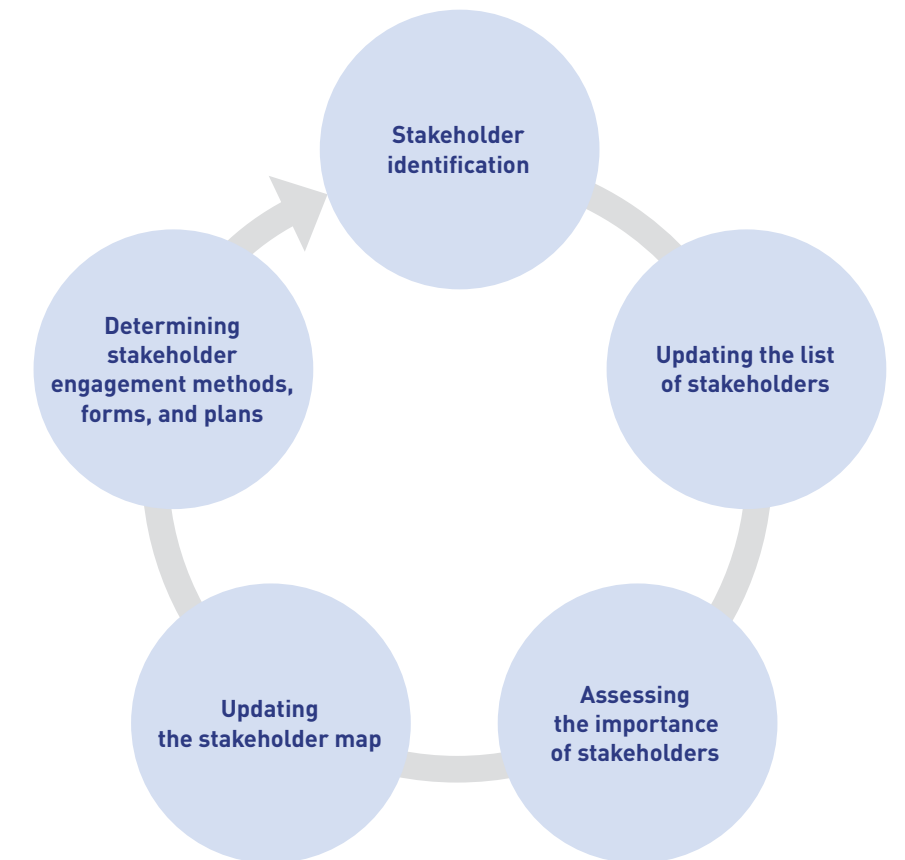 Stakeholder
identification
Updating the list
of stakeholders
Assessing
the importance
of stakeholders
Updating
the stakeholder map
Determining
stakeholder
engagement methods,
forms, and plans